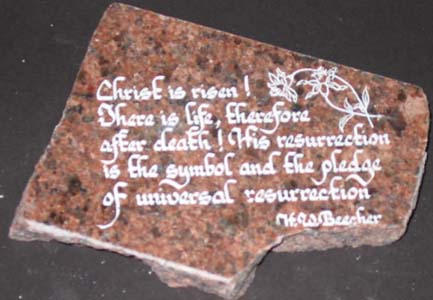 Christ is risen!
There is life, therefore
after death! His resurrection
is the symbol and the pledge
of universal resurrection
H.W. Beecher